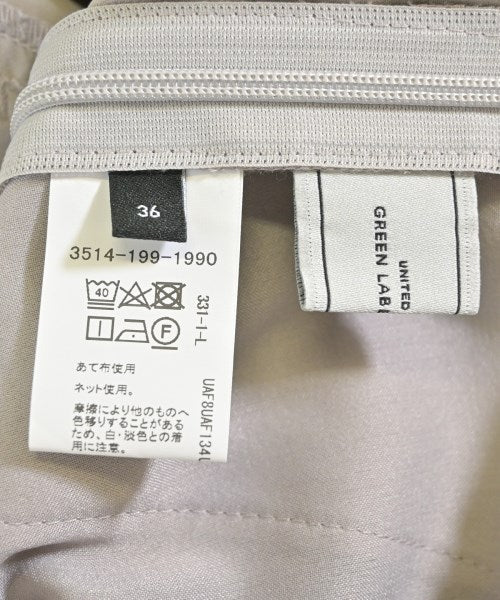 36
3514-199-1990
40
F
331-1-L
あて布使用
ネット使用。
摩擦により他のものへ
色移りすることがある
ため、白・淡色との着
用に注意。
UAF8UAF134U
UNITED
GREEN LABE